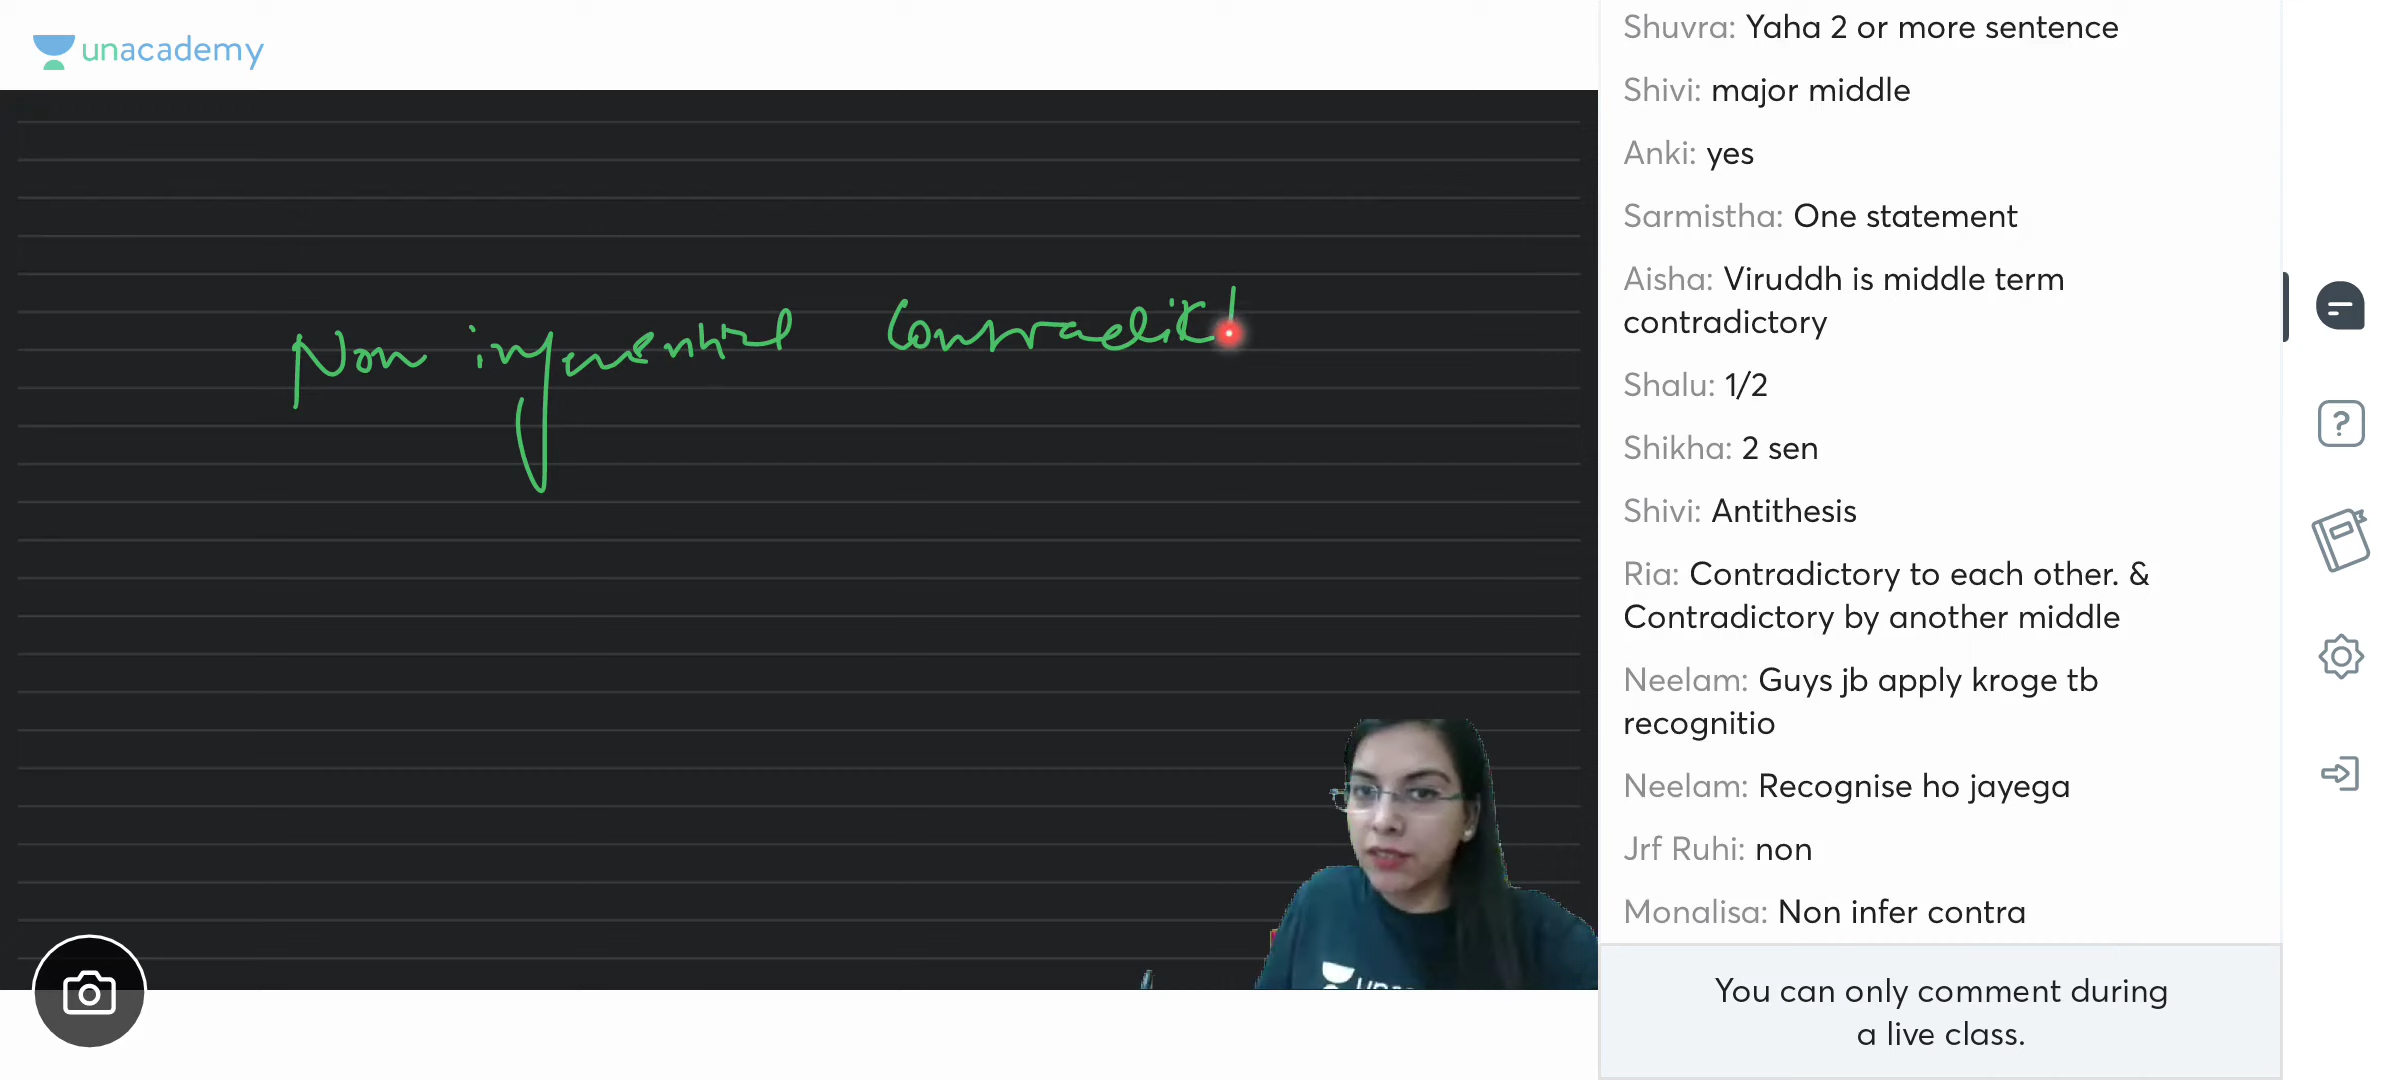 unacademy
Non inferential Contradict
Shuvra: Yaha 2 or more sentence
Shivi: major middle
Anki: yes
Sarmistha: One statement
Aisha: Viruddh is middle term
contradictory
Shalu: 1/2
Shikha: 2 sen
Shivi: Antithesis
Ria: Contradictory to each other. &
Contradictory by another middle
Neelam: Guys jb apply kroge tb
recognitio
Neelam: Recognise ho jayega
Jrf Ruhi: non
Monalisa: Non infer contra
You can only comment during
a live class.